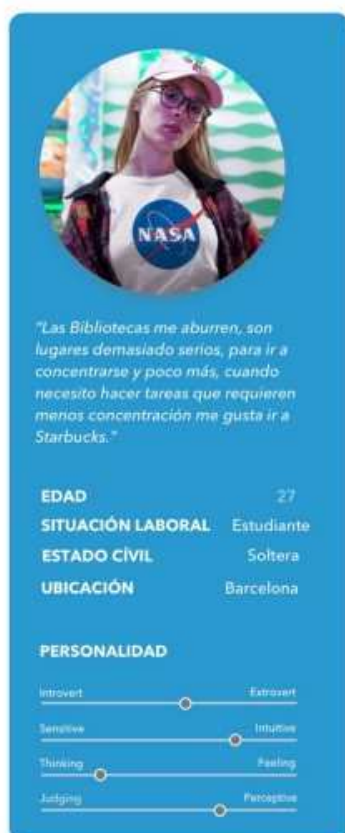 NASA
"Las Bibliotecas me aburren, son
lugares demasiado serios, para ir a
concentrarse y poco más, cuando
necesito hacer tareas que requieren
menos concentración me gusta ir a
Starbucks."
EDAD 27
SITUACIÓN LABORAL Estudiante
ESTADO CÍVIL Soltera
UBICACIÓN Barcelona
PERSONALIDAD
Introvert Extrovert
Sensitive Intuitive
Thinking Feeling
Judging Perceptive